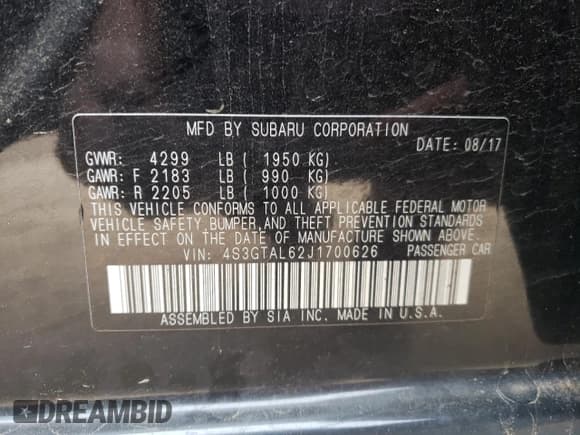 MFD BY SUBARU CORPORATION
DATE: 08/17
GVWR: 4299 LB ( 1950 KG)
GAWR: F 2183 LB ( 990 KG)
GAWR: R 2205 LB ( 1000 KG)
THIS VEHICLE CONFORMS TO ALL APPLICABLE FEDERAL MOTOR
VEHICLE SAFETY, BUMPER, AND THEFT PREVENTION STANDARDS
IN EFFECT ON THE DATE OF MANUFACTURE SHOWN ABOVE.
VIN: 4S3GTAL62J1700626 PASSENGER CAR
ASSEMBLED BY SIA INC. MADE IN U.S.A.
DREAMBID